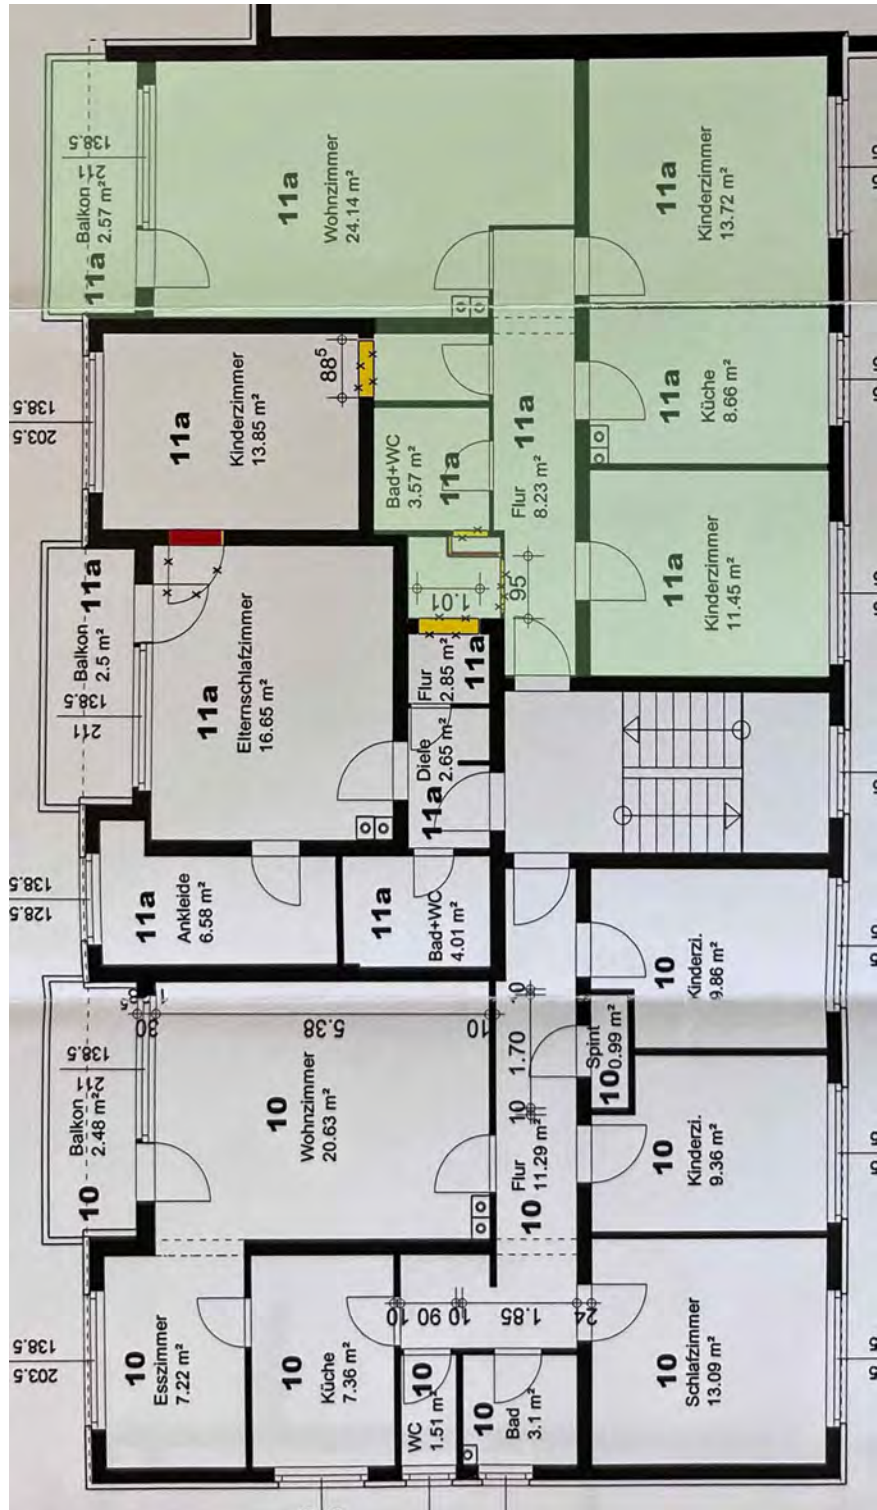 138.5
211
Balkon
2.57 m²
11a
11a
Wohnzimmer
24.14 m²
11a
Kinderzimmer
13.72 m²
138.5
203.5
11a
Kinderzimmer
13.85 m²
88⁵
Bad+WC
3.57 m²
11a
Flur
8.23 m²
11a
11a
Küche
8.66 m²
11a
Kinderzimmer
11.45 m²
Balkon
2.5 m²
11a
138.5
211
11a
Elternschlafzimmer
16.65 m²
1.01
95
Flur
2.85 m²
11a
Diele
2.65 m²
11a
138.5
128.5
11a
Ankleide
6.58 m²
11a
Bad+WC
4.01 m²
10
Kinderzi.
9.86 m²
30
5.38
10
138.5
211
Balkon
2.48 m²
10
10
Wohnzimmer
20.63 m²
10
1.70
10
Spint
0.99 m²
10
10
Flur
11.29 m²
10
Kinderzi.
9.36 m²
138.5
203.5
10
Esszimmer
7.22 m²
10
Küche
7.36 m²
10
90
10
1.85
24
WC
1.51 m²
10
10
Bad
3.1 m²
10
Schlafzimmer
13.09 m²